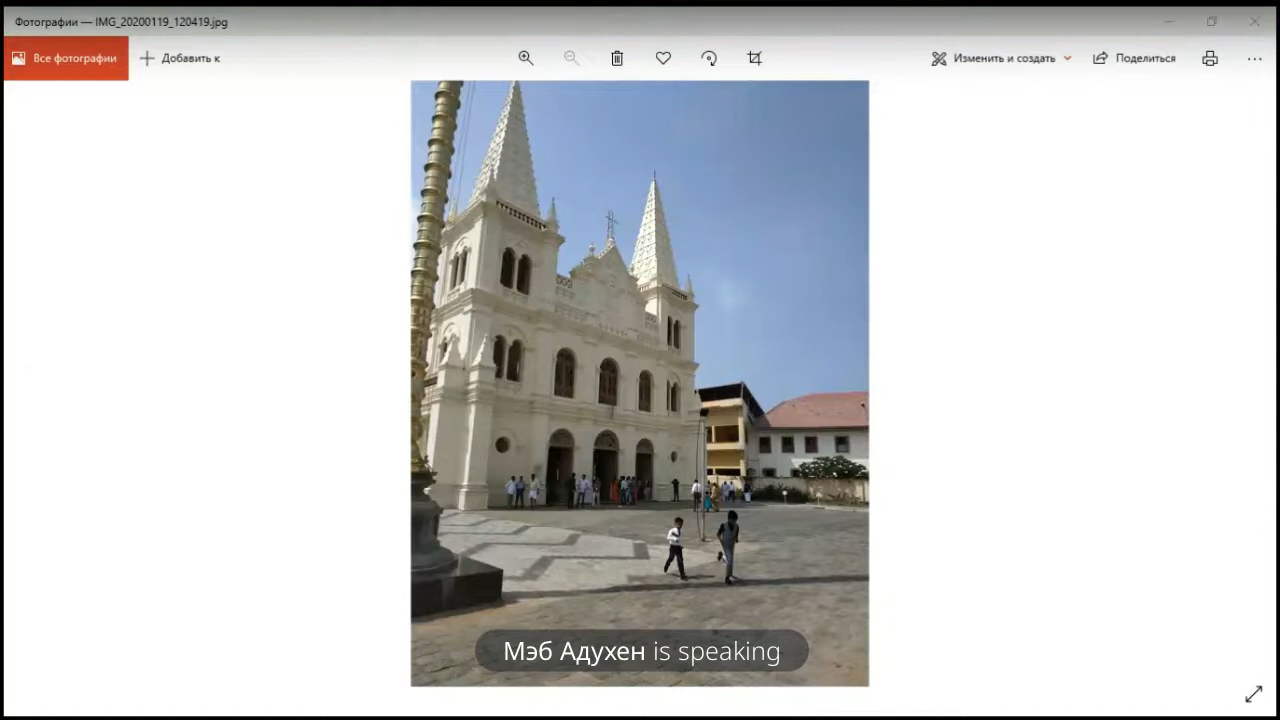 Фотографии — IMG_20200119_120419.jpg
Все фотографии
Добавить к
Изменить и создать
Поделиться
Мэб Адухен is speaking